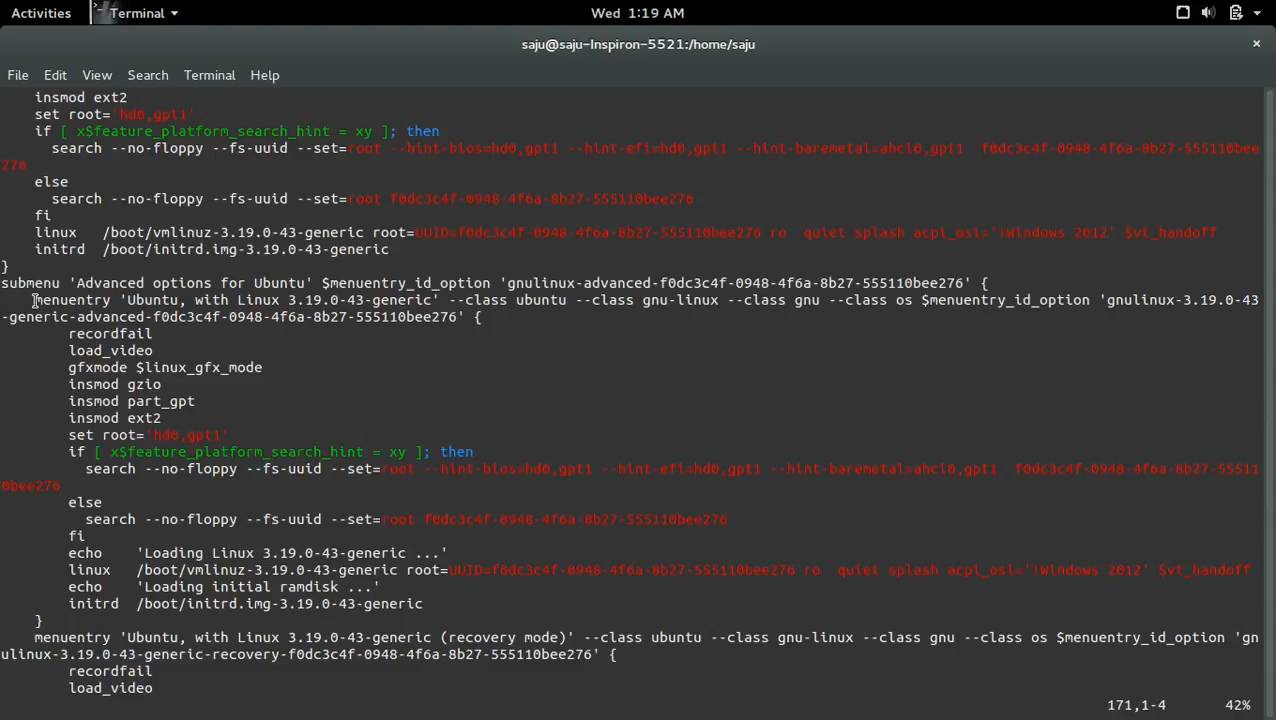 Activities Terminal Wed 1:19 AM
saju@saju-Inspiron-5521:/home/saju
File Edit View Search Terminal Help
insmod ext2
set root='hd0,gpt1'
if [ x$feature_platform_search_hint = xy ]; then
search --no-floppy --fs-uuid --set=root --hint-bios=hd0,gpt1 --hint-efi=hd0,gpt1 --hint-baremetal=ahci0,gpt1 f0dc3c4f-0948-4f6a-8b27-555110bee
276
else
search --no-floppy --fs-uuid --set=root f0dc3c4f-0948-4f6a-8b27-555110bee276
fi
linux /boot/vmlinuz-3.19.0-43-generic root=UUID=f0dc3c4f-0948-4f6a-8b27-555110bee276 ro quiet splash acpi_osi='!Windows 2012' $vt_handoff
initrd /boot/initrd.img-3.19.0-43-generic
}
submenu 'Advanced options for Ubuntu' $menuentry_id_option 'gnulinux-advanced-f0dc3c4f-0948-4f6a-8b27-555110bee276' {
menuentry 'Ubuntu, with Linux 3.19.0-43-generic' --class ubuntu --class gnu-linux --class gnu --class os $menuentry_id_option 'gnulinux-3.19.0-43
-generic-advanced-f0dc3c4f-0948-4f6a-8b27-555110bee276' {
recordfail
load_video
gfxmode $linux_gfx_mode
insmod gzio
insmod part_gpt
insmod ext2
set root='hd0,gpt1'
if [ x$feature_platform_search_hint = xy ]; then
search --no-floppy --fs-uuid --set=root --hint-bios=hd0,gpt1 --hint-efi=hd0,gpt1 --hint-baremetal=ahci0,gpt1 f0dc3c4f-0948-4f6a-8b27-55511
0bee276
else
search --no-floppy --fs-uuid --set=root f0dc3c4f-0948-4f6a-8b27-555110bee276
fi
echo 'Loading Linux 3.19.0-43-generic ...'
linux /boot/vmlinuz-3.19.0-43-generic root=UUID=f0dc3c4f-0948-4f6a-8b27-555110bee276 ro quiet splash acpi_osi='!Windows 2012' $vt_handoff
echo 'Loading initial ramdisk ...'
initrd /boot/initrd.img-3.19.0-43-generic
}
menuentry 'Ubuntu, with Linux 3.19.0-43-generic (recovery mode)' --class ubuntu --class gnu-linux --class gnu --class os $menuentry_id_option 'gn
ulinux-3.19.0-43-generic-recovery-f0dc3c4f-0948-4f6a-8b27-555110bee276' {
recordfail
load_video
171,1-4 42%